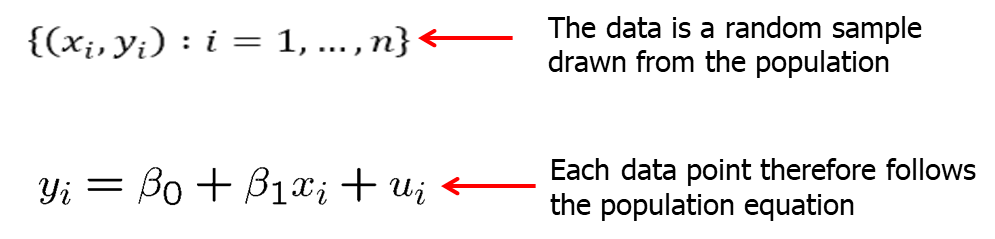 {(xᵢ, yᵢ) : i = 1, …, n}
The data is a random sample
drawn from the population
yᵢ = β₀ + β₁xᵢ + uᵢ
Each data point therefore follows
the population equation